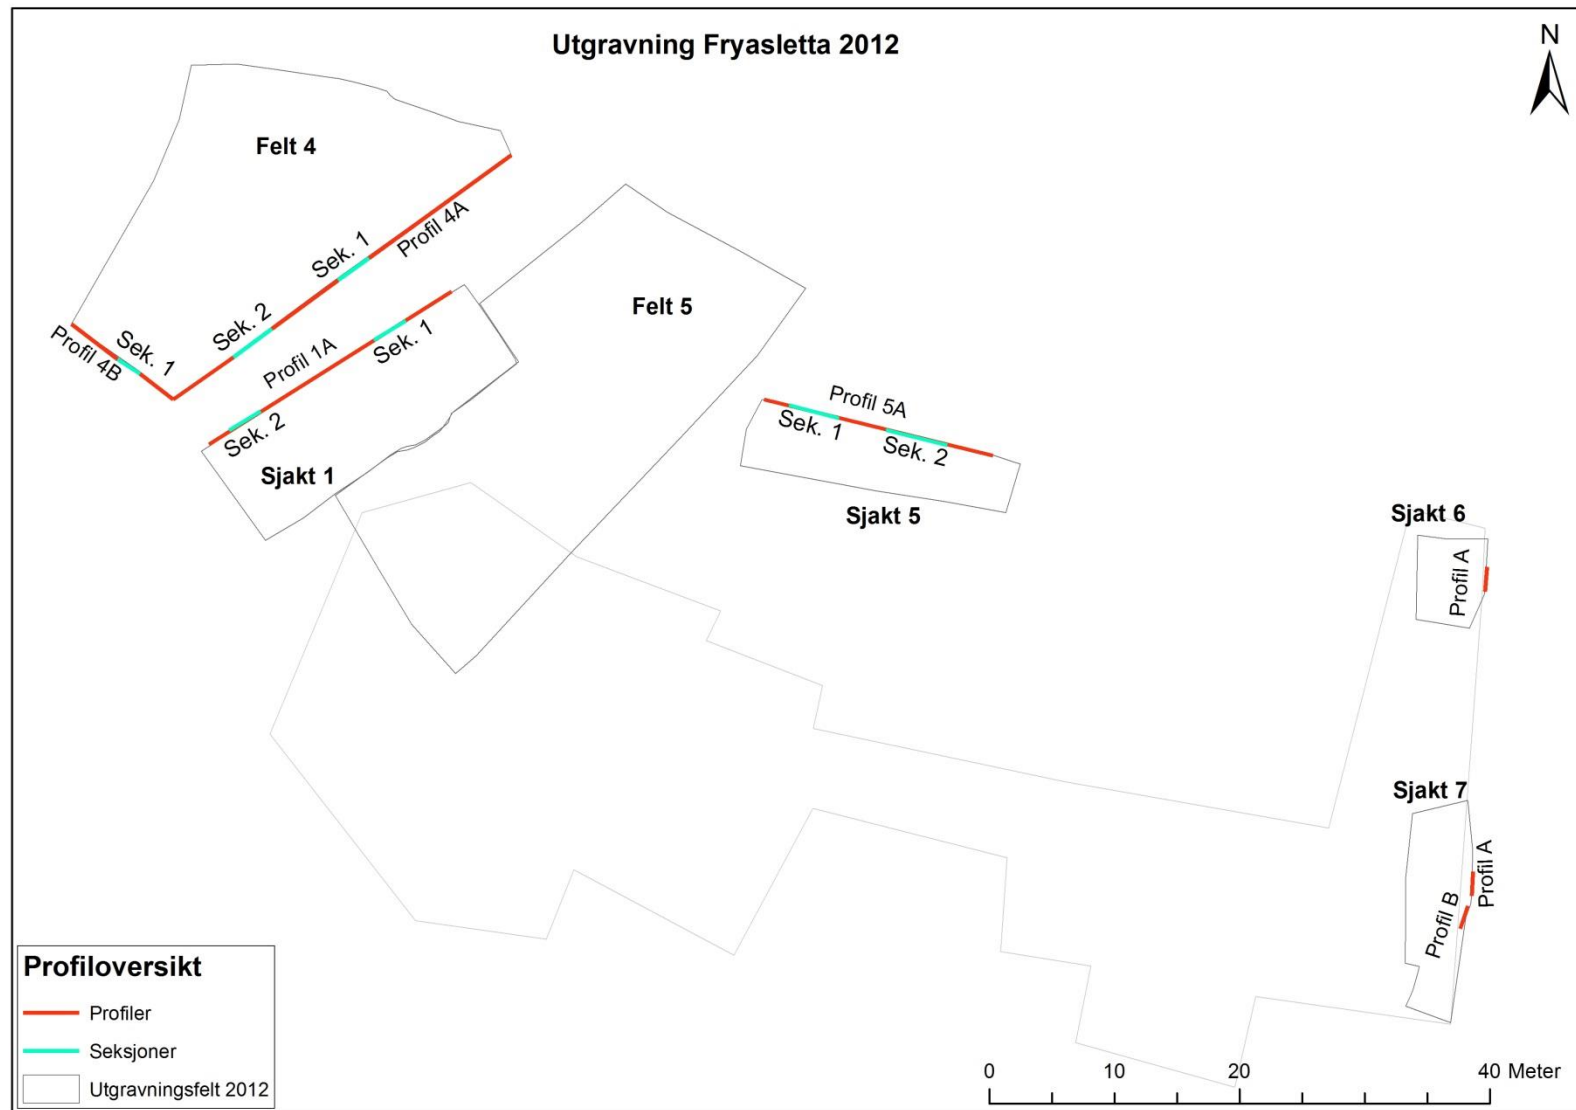 Utgravning Fryasletta 2012
N
Felt 4
Sek. 1
Profil 4A
Sek. 2
Felt 5
Sek. 1
Profil 4B
Profil 1A
Sek. 1
Sek. 2
Sjakt 1
Profil 5A
Sek. 1
Sek. 2
Sjakt 5
Sjakt 6
Profil A
Sjakt 7
Profil A
Profil B
Profiloversikt
Profiler
Seksjoner
Utgravningsfelt 2012
0 10 20 40 Meter